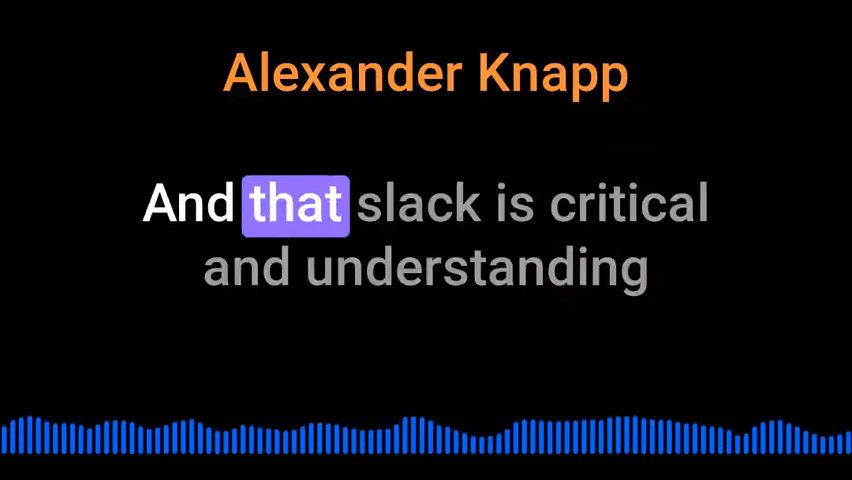 Alexander Knapp
And that slack is critical
and understanding